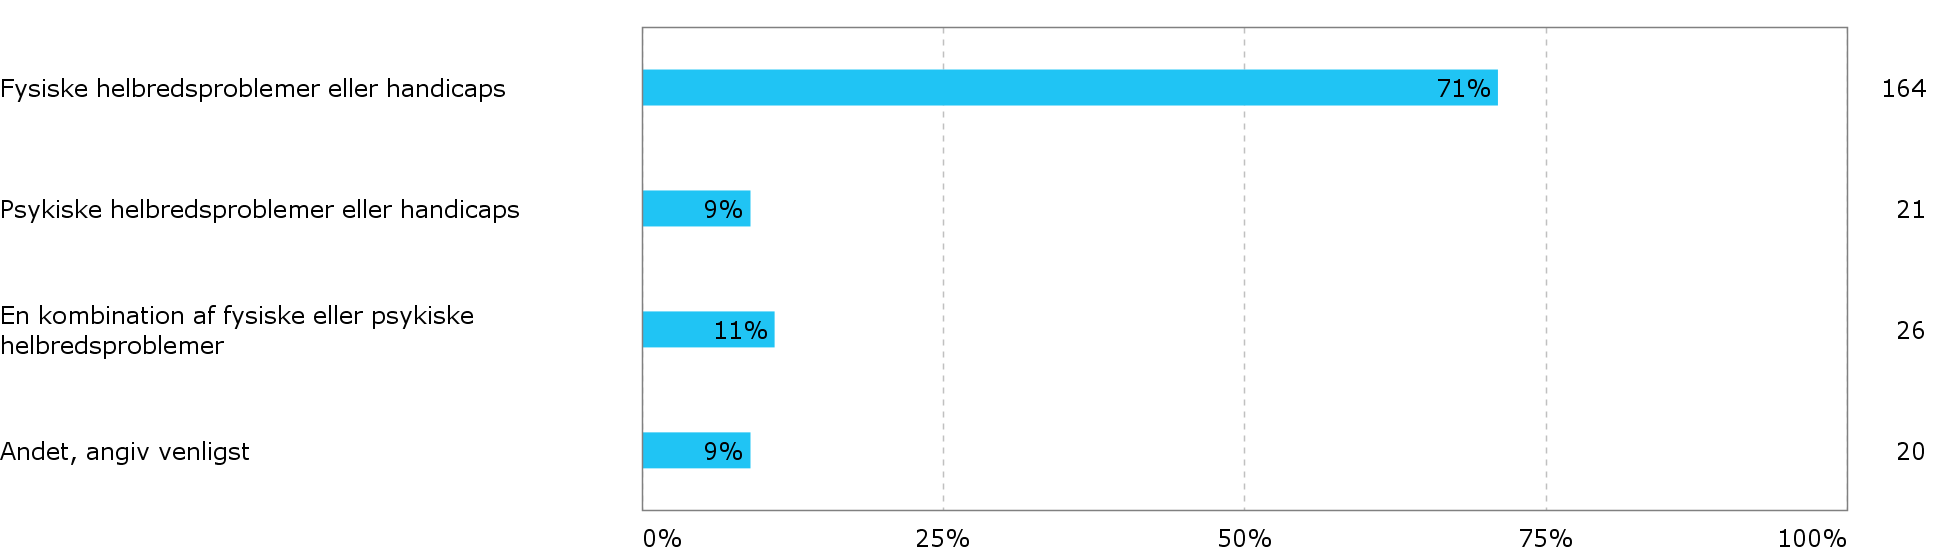 Fysiske helbredsproblemer eller handicaps 71% 164
Psykiske helbredsproblemer eller handicaps 9% 21
En kombination af fysiske eller psykiske
helbredsproblemer 11% 26
Andet, angiv venligst 9% 20
0% 25% 50% 75% 100%